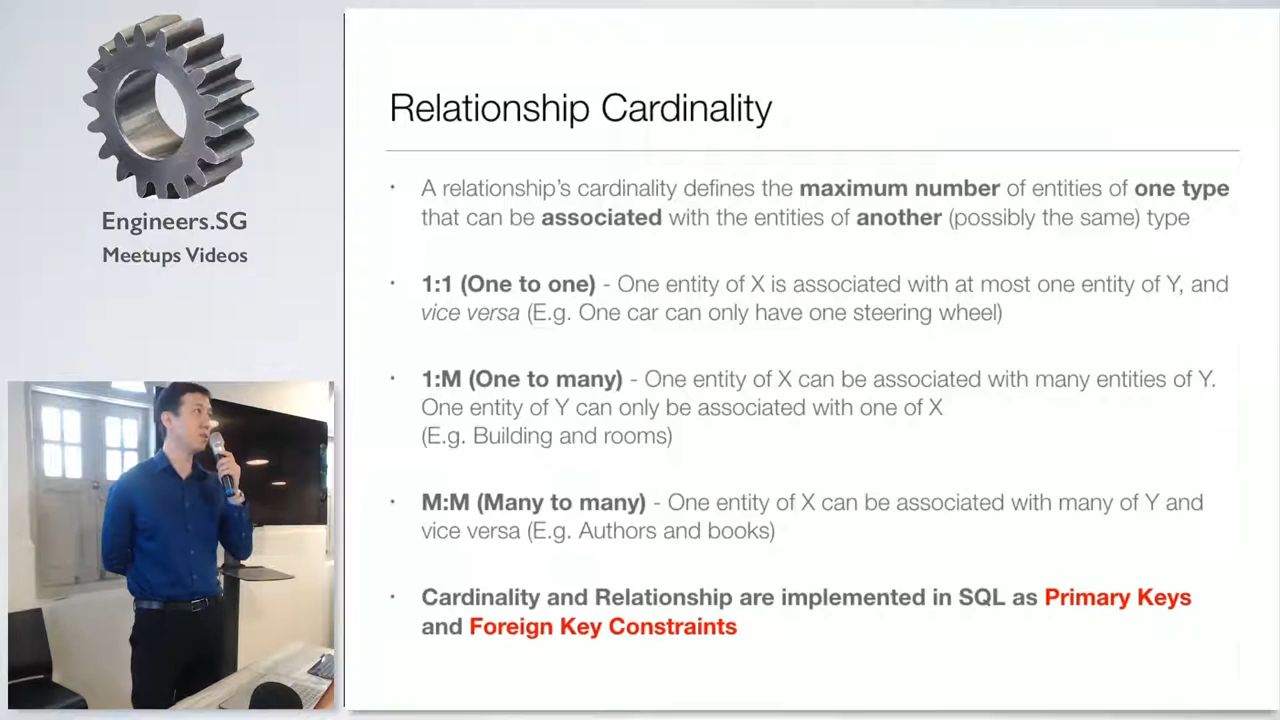 Engineers.SG
Meetups Videos
Relationship Cardinality
• A relationship's cardinality defines the maximum number of entities of one type
that can be associated with the entities of another (possibly the same) type
• 1:1 (One to one) - One entity of X is associated with at most one entity of Y, and
vice versa (E.g. One car can only have one steering wheel)
• 1:M (One to many) - One entity of X can be associated with many entities of Y.
One entity of Y can only be associated with one of X
(E.g. Building and rooms)
• M:M (Many to many) - One entity of X can be associated with many of Y and
vice versa (E.g. Authors and books)
• Cardinality and Relationship are implemented in SQL as Primary Keys
and Foreign Key Constraints